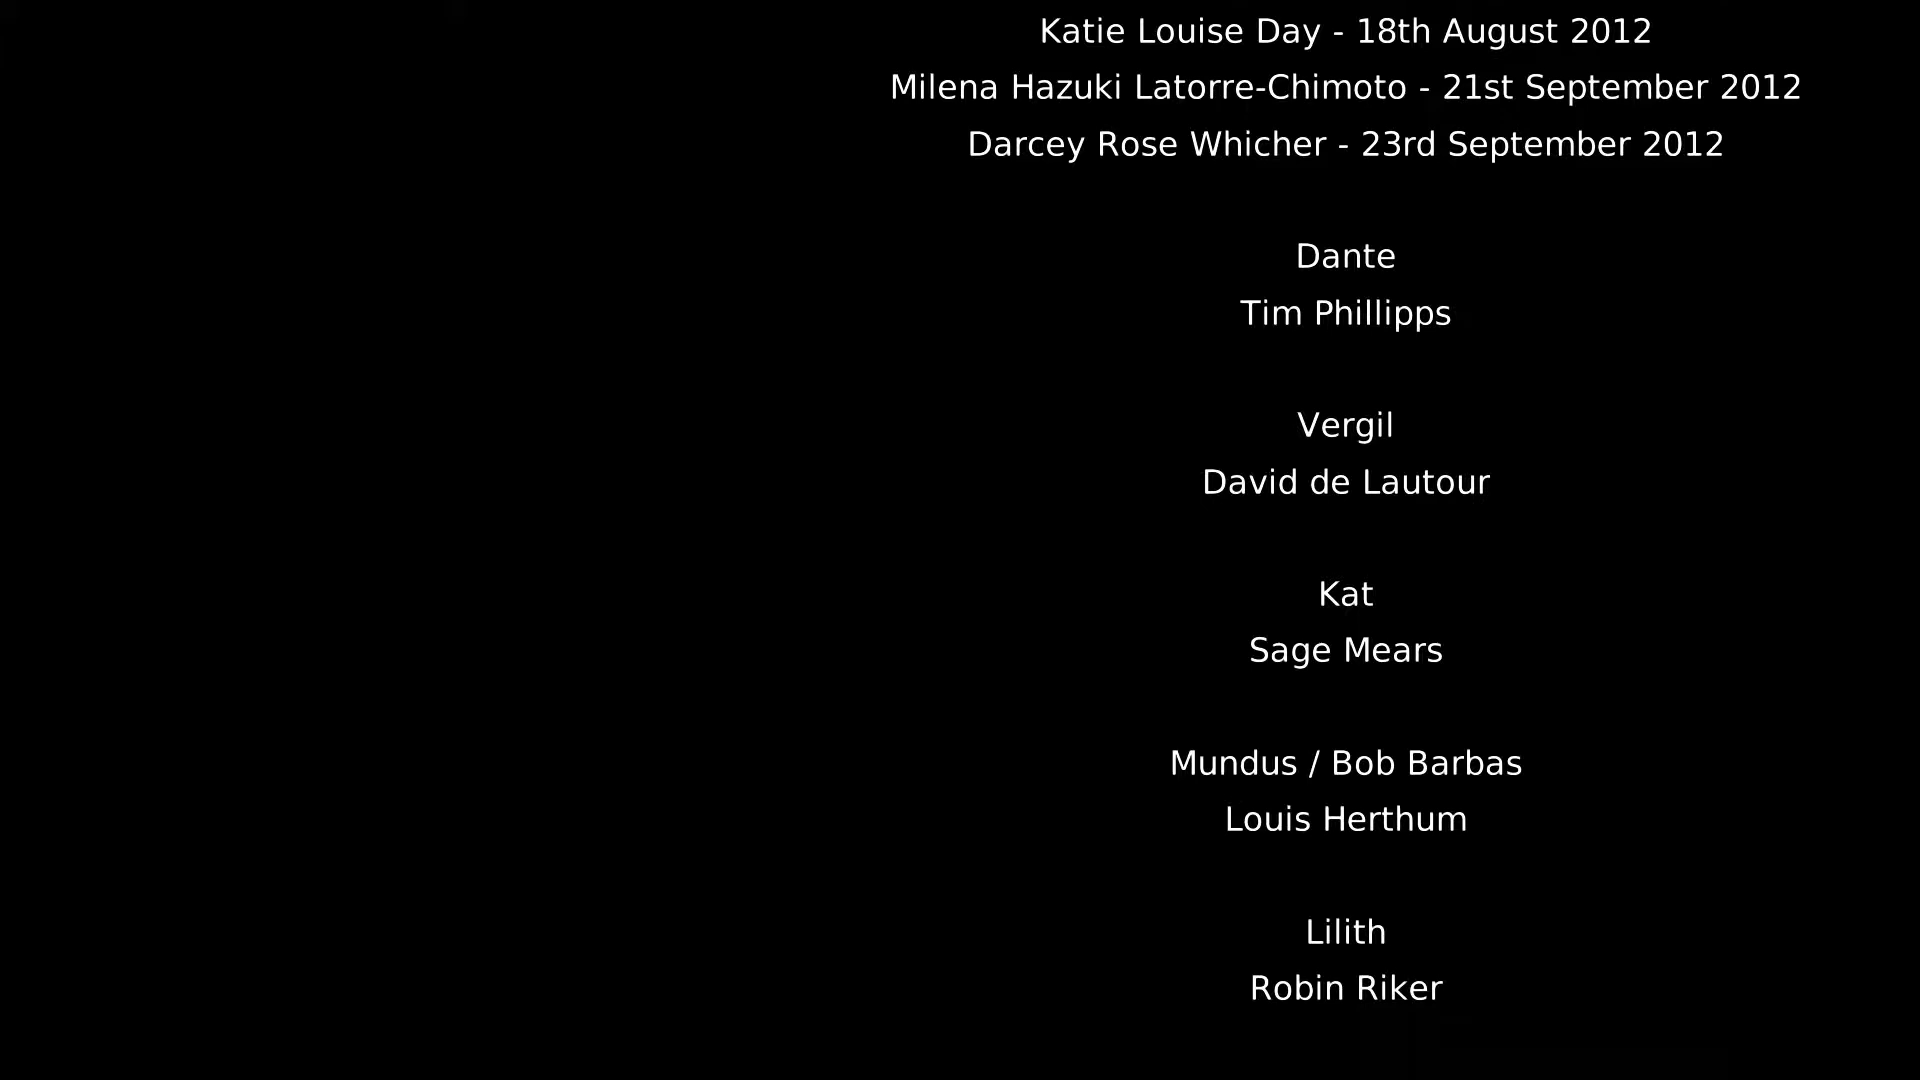 Katie Louise Day - 18th August 2012
Milena Hazuki Latorre-Chimoto - 21st September 2012
Darcey Rose Whicher - 23rd September 2012
Dante
Tim Phillipps
Vergil
David de Lautour
Kat
Sage Mears
Mundus / Bob Barbas
Louis Herthum
Lilith
Robin Riker